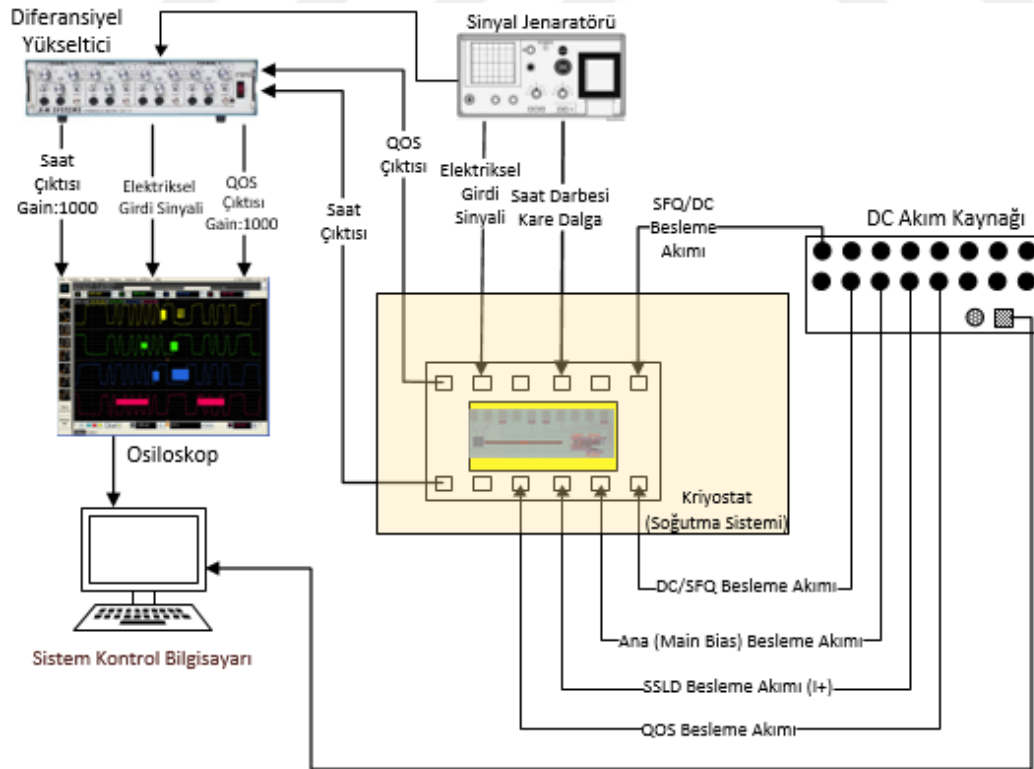 Diferansiyel
Yükseltici
Sinyal Jenaratörü
Saat
Çıktısı
Gain:1000
Elektriksel
Girdi Sinyali
QOS
Çıktısı
Gain:1000
Saat
Çıktısı
QOS
Çıktısı
Elektriksel
Girdi
Sinyali
Saat Darbesi
Kare Dalga
SFQ/DC
Besleme
Akımı
DC Akım Kaynağı
Osiloskop
Kriyostat
(Soğutma Sistemi)
DC/SFQ Besleme Akımı
Ana (Main Bias) Besleme Akımı
SSLD Besleme Akımı (I+)
QOS Besleme Akımı
Sistem Kontrol Bilgisayarı